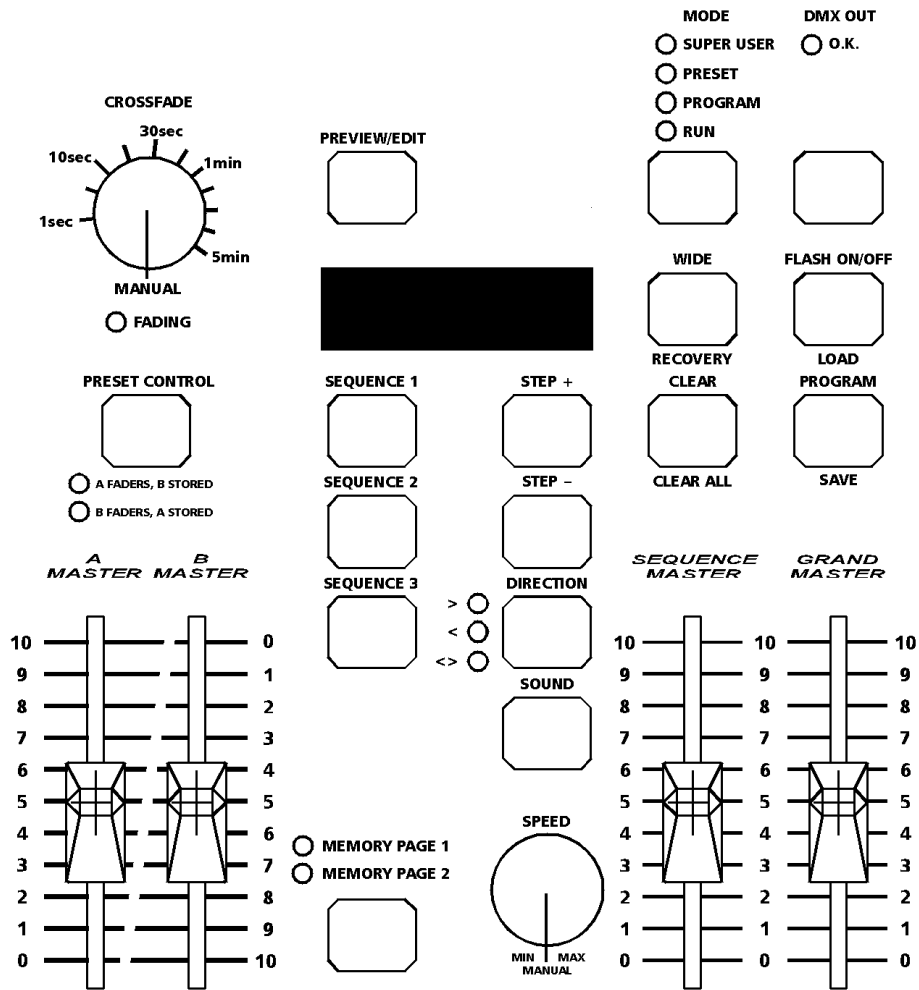 MODE
DMX OUT
SUPER USER
O.K.
PRESET
PROGRAM
RUN
CROSSFADE
30sec
10sec
1min
1sec
5min
MANUAL
FADING
PREVIEW/EDIT
WIDE
FLASH ON/OFF
RECOVERY
LOAD
PRESET CONTROL
SEQUENCE 1
STEP +
CLEAR
PROGRAM
A FADERS, B STORED
B FADERS, A STORED
SEQUENCE 2
STEP –
CLEAR ALL
SAVE
SEQUENCE 3
DIRECTION
>
<
<>
SOUND
A
MASTER
B
MASTER
SEQUENCE
MASTER
GRAND
MASTER
10 0 10 10 10
9 1 9 9 9
8 2 8 8 8
7 3 7 7 7
6 4 6 6 6
5 5 5 5 5
4 6 4 4 4
3 7 3 3 3
2 8 2 2 2
1 9 1 1 1
0 10 0 0 0
MEMORY PAGE 1
MEMORY PAGE 2
SPEED
MIN MAX
MANUAL